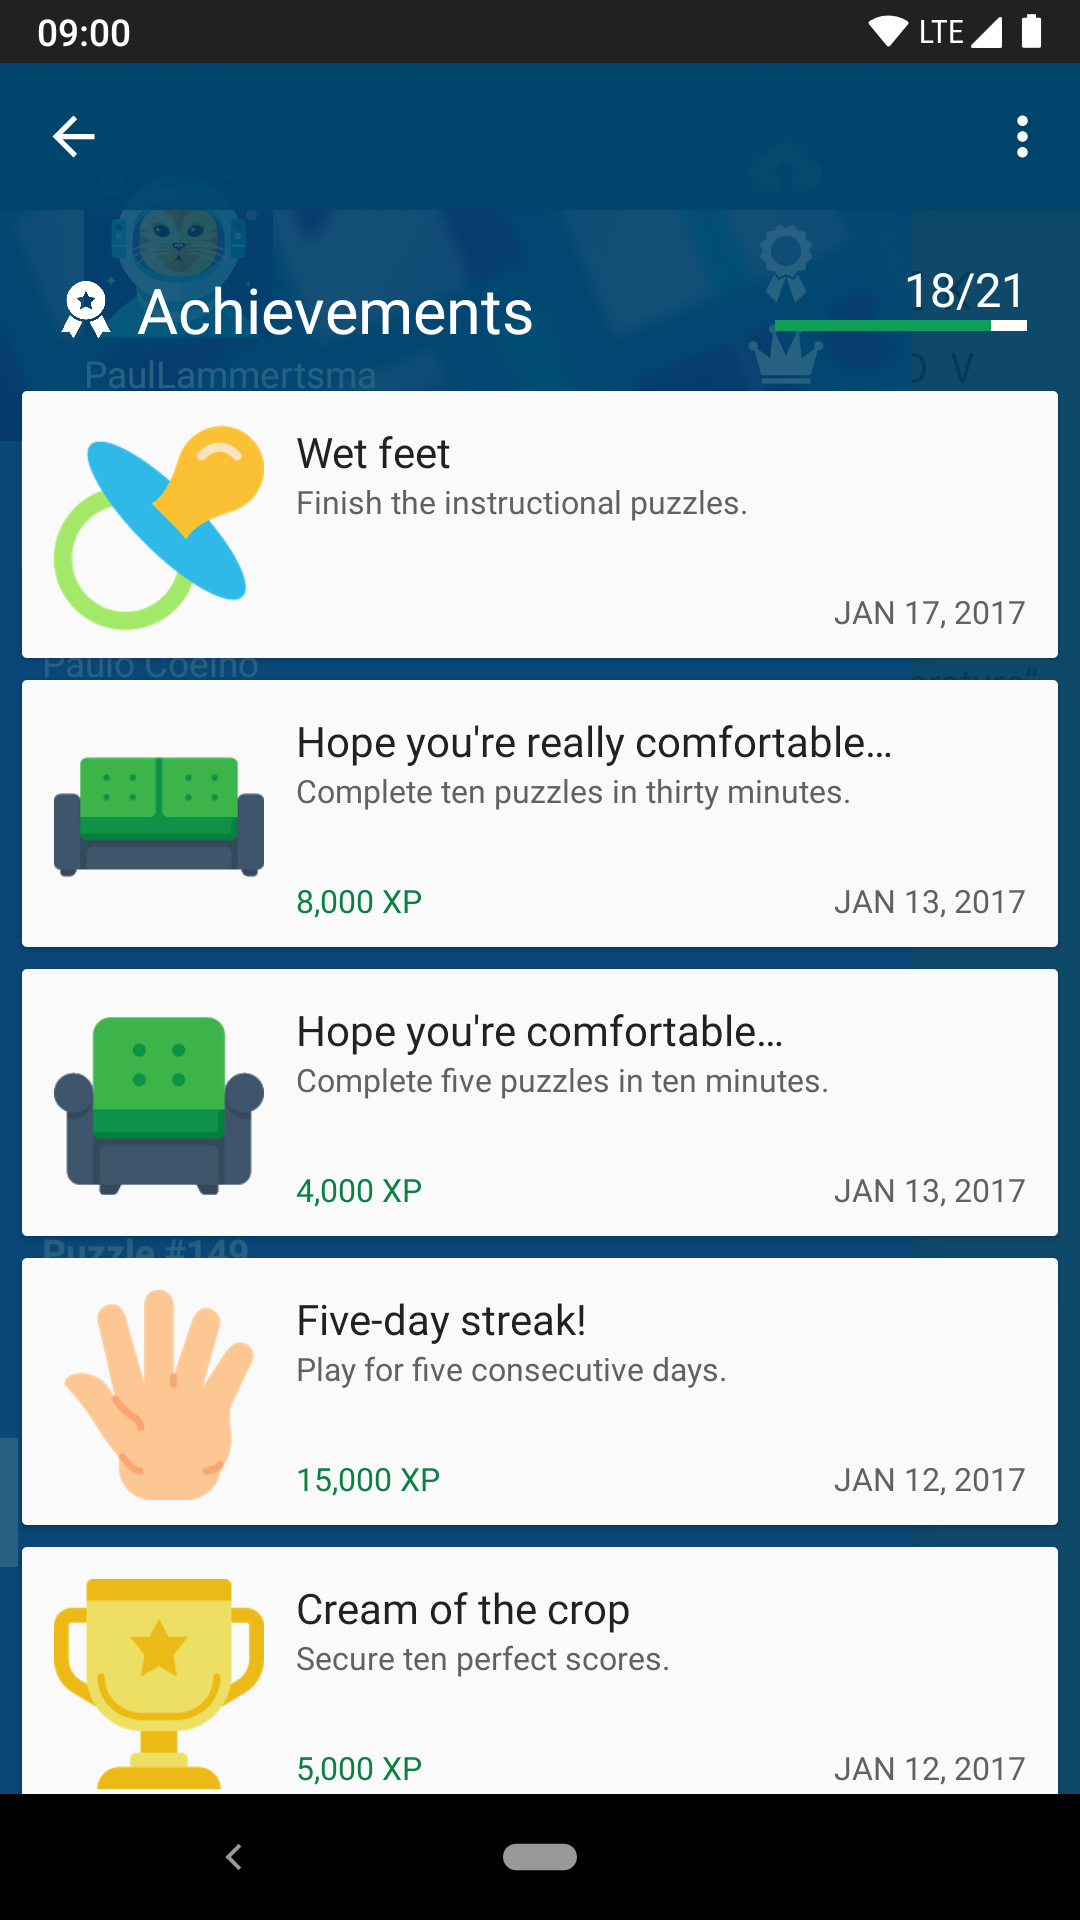 09:00
LTE
18/21
Achievements
PaulLammertsma
V
Wet feet
Finish the instructional puzzles.
JAN 17, 2017
Paulo Coelho
Hope you're really comfortable...
Complete ten puzzles in thirty minutes.
8,000 XP
JAN 13, 2017
Hope you're comfortable...
Complete five puzzles in ten minutes.
4,000 XP
JAN 13, 2017
Puzzle #149
Five-day streak!
Play for five consecutive days.
15,000 XP
JAN 12, 2017
Cream of the crop
Secure ten perfect scores.
5,000 XP
JAN 12, 2017